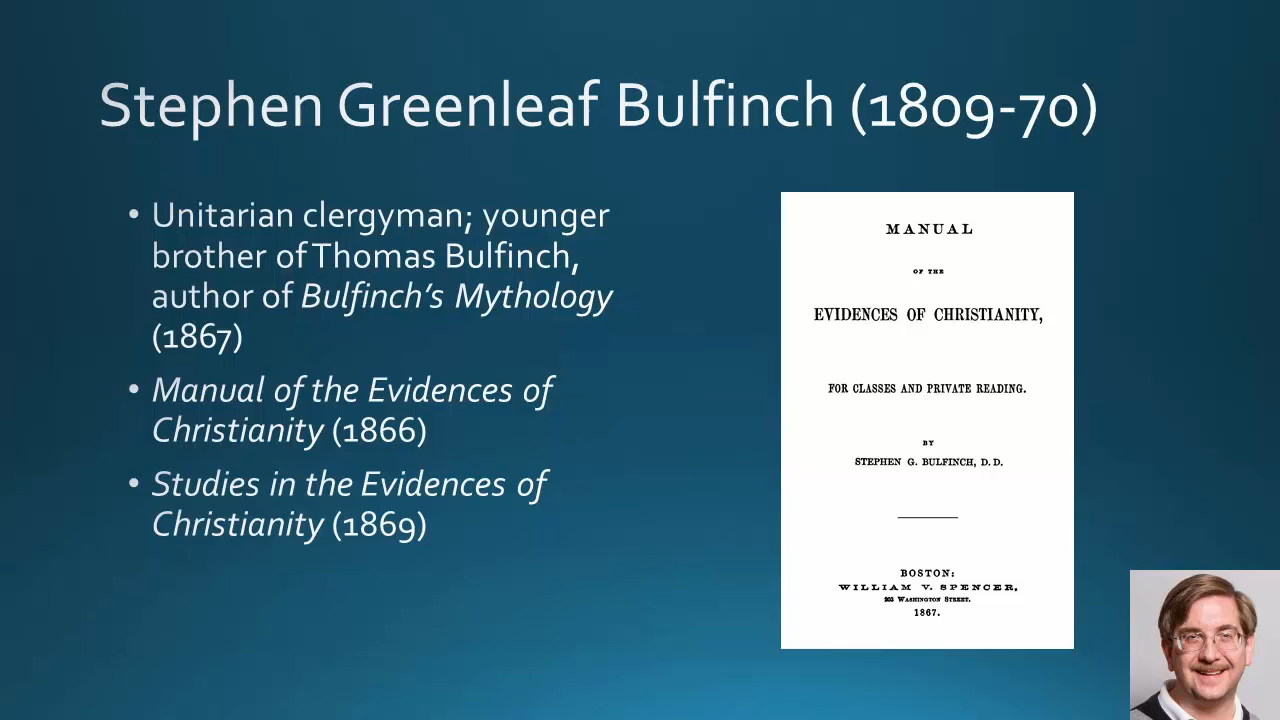 Stephen Greenleaf Bulfinch (1809-70)
• Unitarian clergyman; younger
brother of Thomas Bulfinch,
author of Bulfinch's Mythology
(1867)
• Manual of the Evidences of
Christianity (1866)
• Studies in the Evidences of
Christianity (1869)
MANUAL
OF THE
EVIDENCES OF CHRISTIANITY,
FOR CLASSES AND PRIVATE READING.
BY
STEPHEN G. BULFINCH, D.D.
BOSTON:
WILLIAM V. SPENCER,
203 WASHINGTON STREET.
1867.